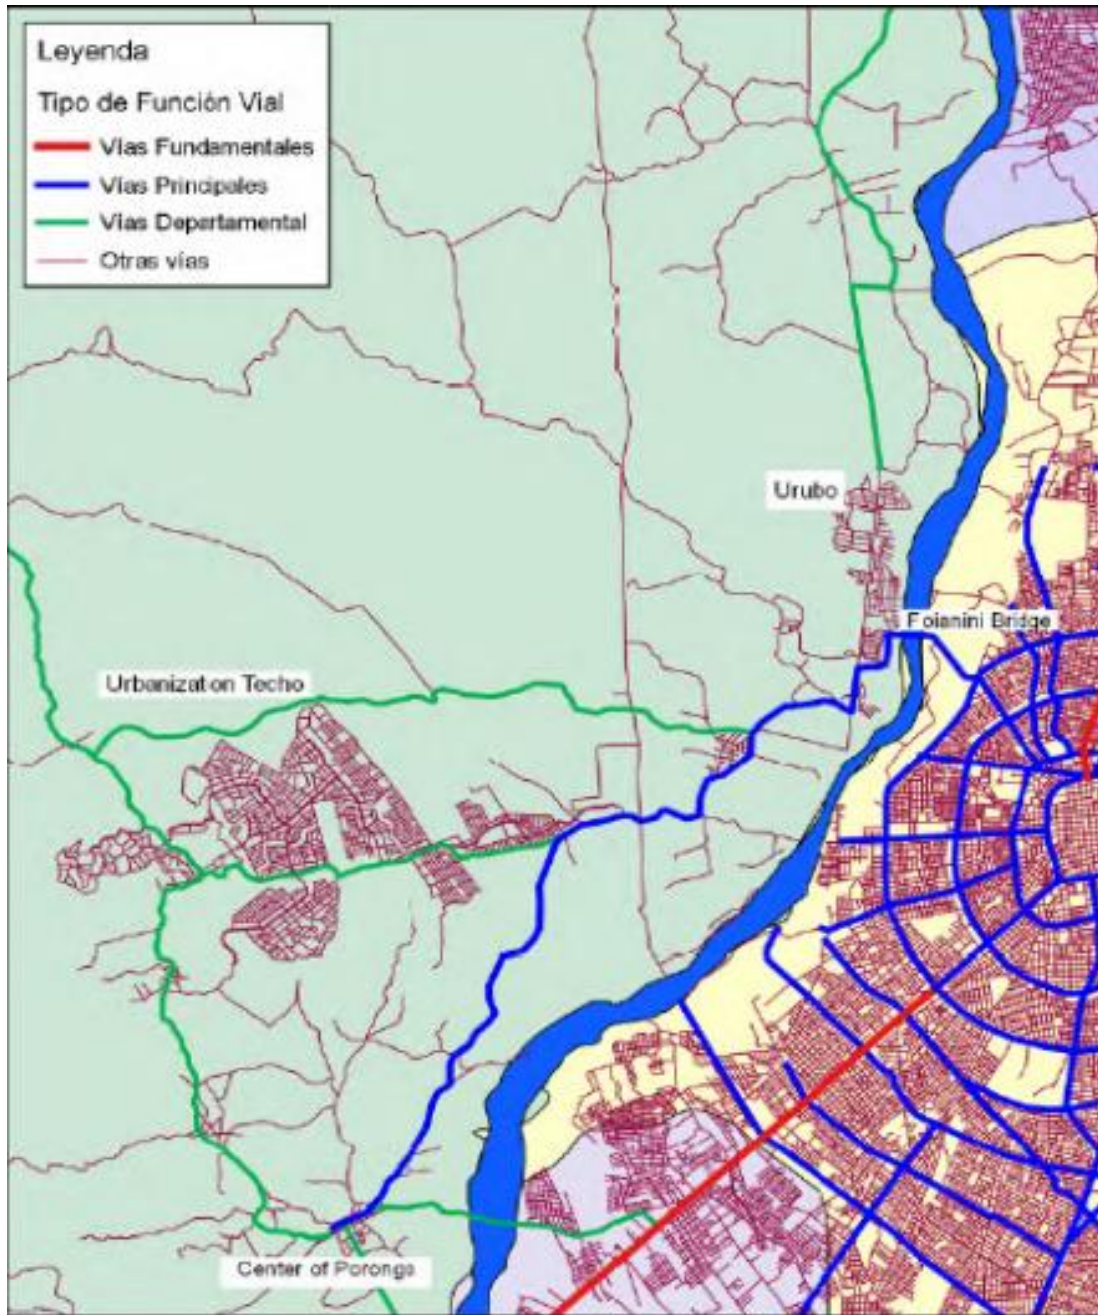 Leyenda
Tipo de Función Vial
Vías Fundamentales
Vías Principales
Vías Departamental
Otras vías
Urubo
Foianini Bridge
Urbanizaton Techo
Center of Porongs